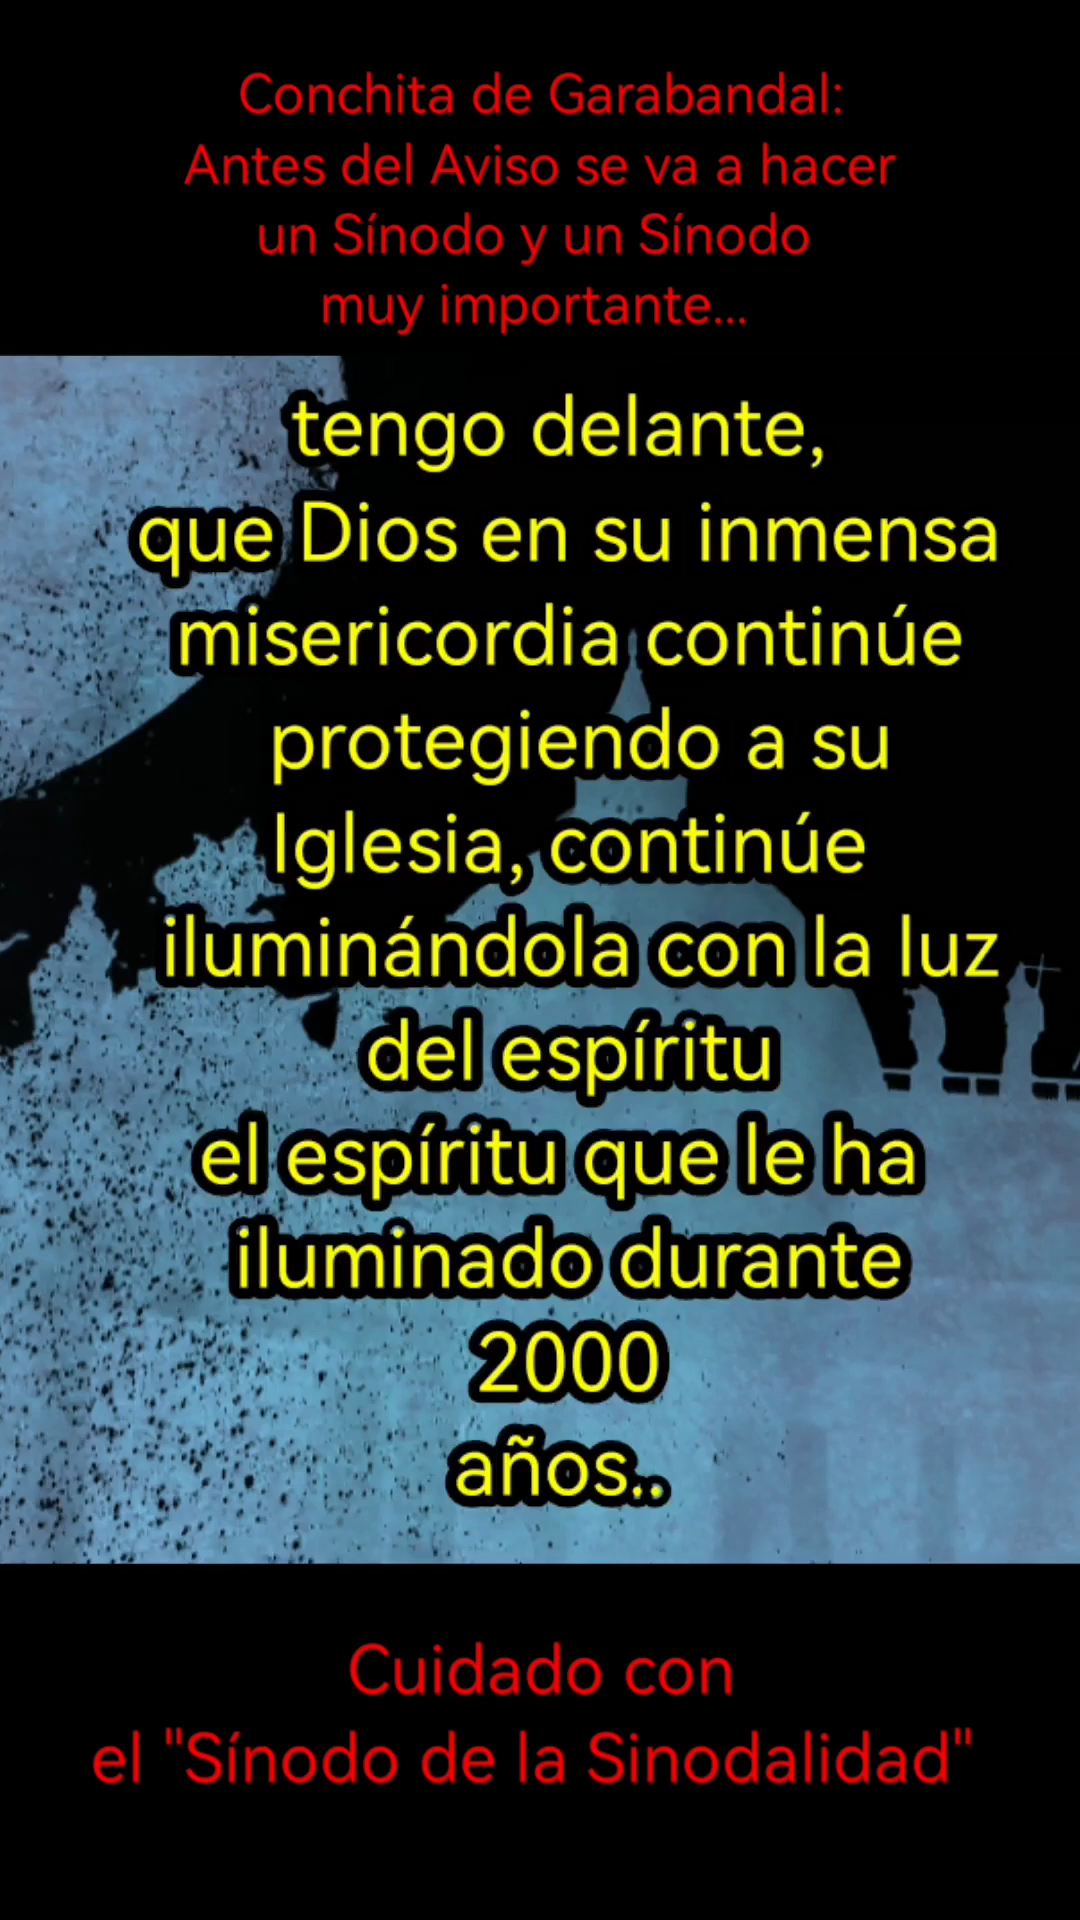 Conchita de Garabandal:
Antes del Aviso se va a hacer
un Sínodo y un Sínodo
muy importante...
tengo delante,
que Dios en su inmensa
misericordia continúe
protegiendo a su
Iglesia, continúe
iluminándola con la luz
del espíritu
el espíritu que le ha
iluminado durante
2000
años..
Cuidado con
el "Sínodo de la Sinodalidad"